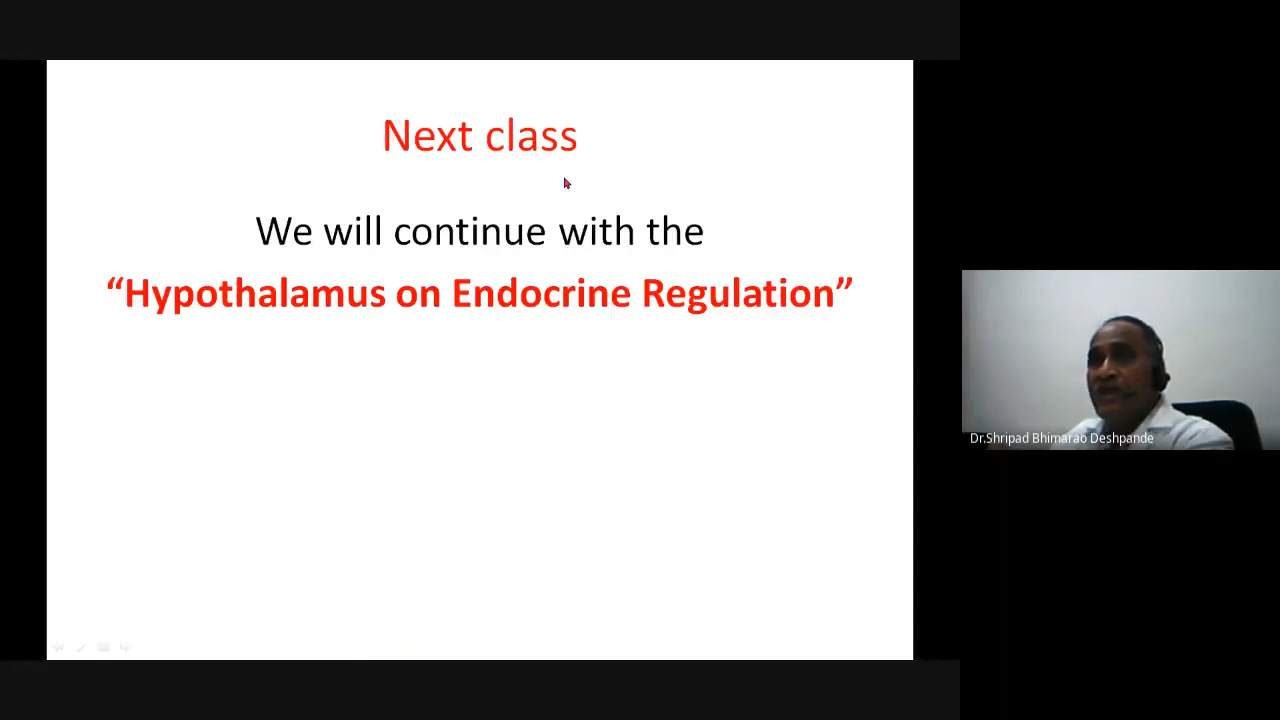 Next class
We will continue with the
“Hypothalamus on Endocrine Regulation”
Dr.Shripad Bhimarao Deshpande